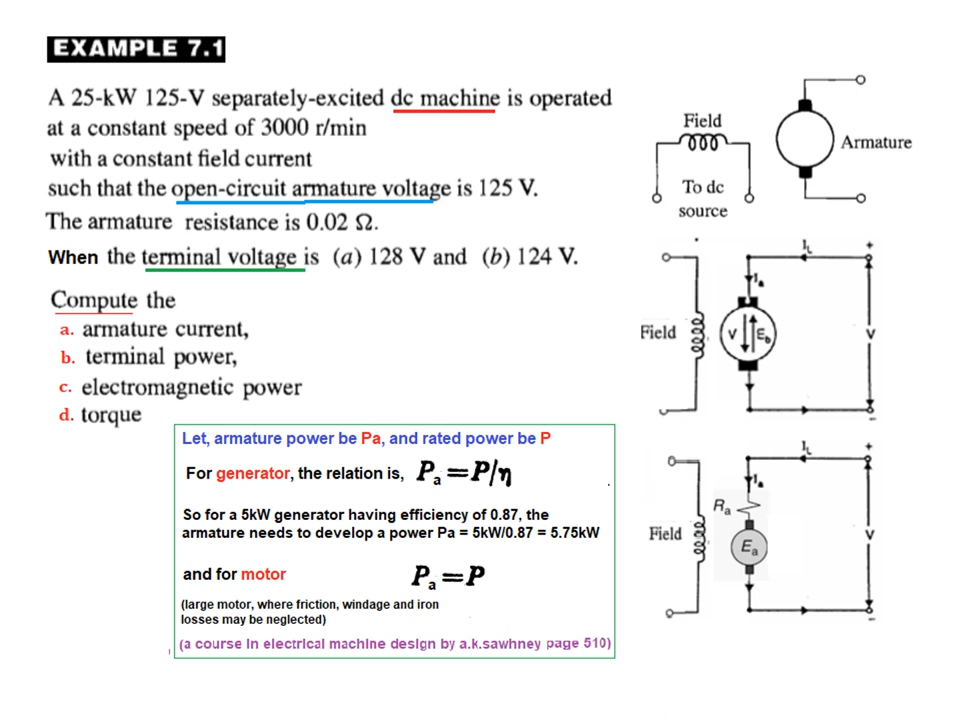 EXAMPLE 7.1
A 25-kW 125-V separately-excited dc machine is operated
at a constant speed of 3000 r/min
with a constant field current
such that the open-circuit armature voltage is 125 V.
The armature resistance is 0.02 Ω.
When the terminal voltage is (a) 128 V and (b) 124 V.
Compute the
a. armature current,
b. terminal power,
c. electromagnetic power
d. torque
Let, armature power be Pa, and rated power be P
For generator, the relation is, Pₐ=P/η
So for a 5kW generator having efficiency of 0.87, the
armature needs to develop a power Pa = 5kW/0.87 = 5.75kW
and for motor Pₐ=P
(large motor, where friction, windage and iron
losses may be neglected)
(a course in electrical machine design by a.k.sawhney page 510)
Field
Armature
To dc
source
I_L
+
Iₐ
Field
V
E_b
V
−
I_L
+
Iₐ
Rₐ
Field
Eₐ
V
−